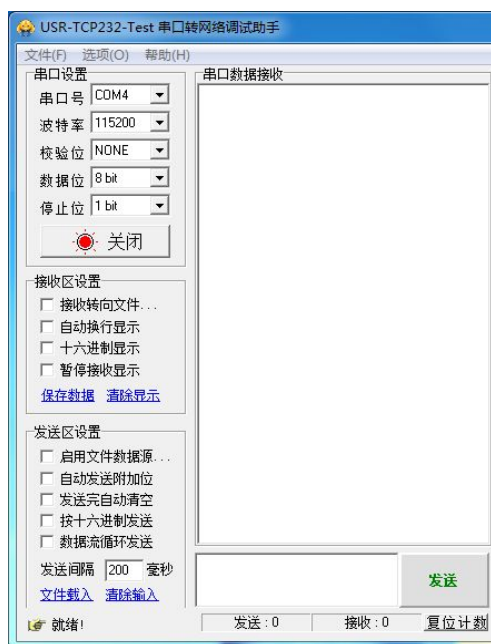 USR-TCP232-Test 串口转网络调试助手
文件(F) 选项(O) 帮助(H)
串口设置
串口号 COM4
波特率 115200
校验位 NONE
数据位 8 bit
停止位 1 bit
关闭
接收区设置
接收转向文件...
自动换行显示
十六进制显示
暂停接收显示
保存数据 清除显示
发送区设置
启用文件数据源...
自动发送附加位
发送完自动清空
按十六进制发送
数据流循环发送
发送间隔 200 毫秒
文件载入 清除输入
串口数据接收
发送
就绪! 发送:0 接收:0 复位计数